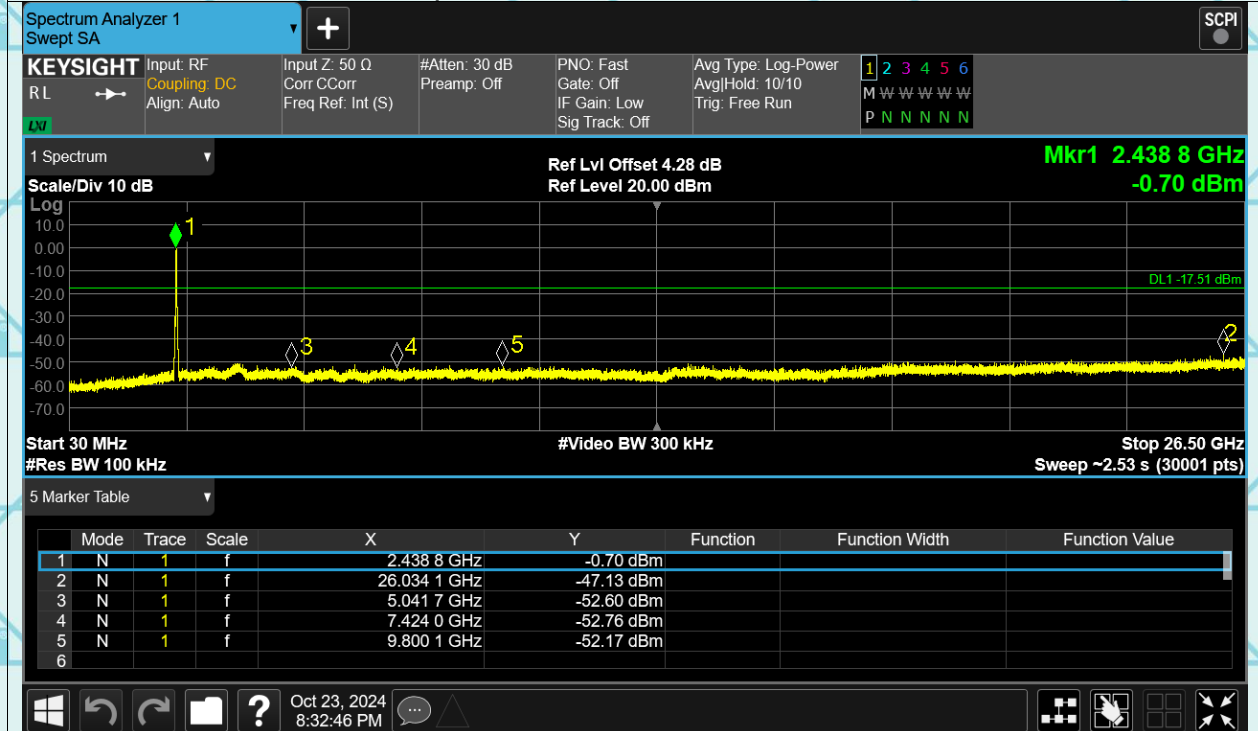 Spectrum Analyzer 1
Swept SA
SCPI
KEYSIGHT
RL
LXI
Input: RF
Coupling: DC
Align: Auto
Input Z: 50 Ω
Corr CCorr
Freq Ref: Int (S)
#Atten: 30 dB
Preamp: Off
PNO: Fast
Gate: Off
IF Gain: Low
Sig Track: Off
Avg Type: Log-Power
Avg|Hold: 10/10
Trig: Free Run
1 2 3 4 5 6
M W W W W W
P N N N N N
1 Spectrum
Scale/Div 10 dB
Log
Ref Lvl Offset 4.28 dB
Ref Level 20.00 dBm
Mkr1 2.438 8 GHz
-0.70 dBm
10.0
0.00
-10.0
-20.0
-30.0
-40.0
-50.0
-60.0
-70.0
1
DL1 -17.51 dBm
2
3
4
5
Start 30 MHz
#Video BW 300 kHz
Stop 26.50 GHz
#Res BW 100 kHz
Sweep ~2.53 s (30001 pts)
5 Marker Table
Mode Trace Scale X Y Function Function Width Function Value
1 N 1 f 2.438 8 GHz -0.70 dBm
2 N 1 f 26.034 1 GHz -47.13 dBm
3 N 1 f 5.041 7 GHz -52.60 dBm
4 N 1 f 7.424 0 GHz -52.76 dBm
5 N 1 f 9.800 1 GHz -52.17 dBm
6
?
Oct 23, 2024
8:32:46 PM